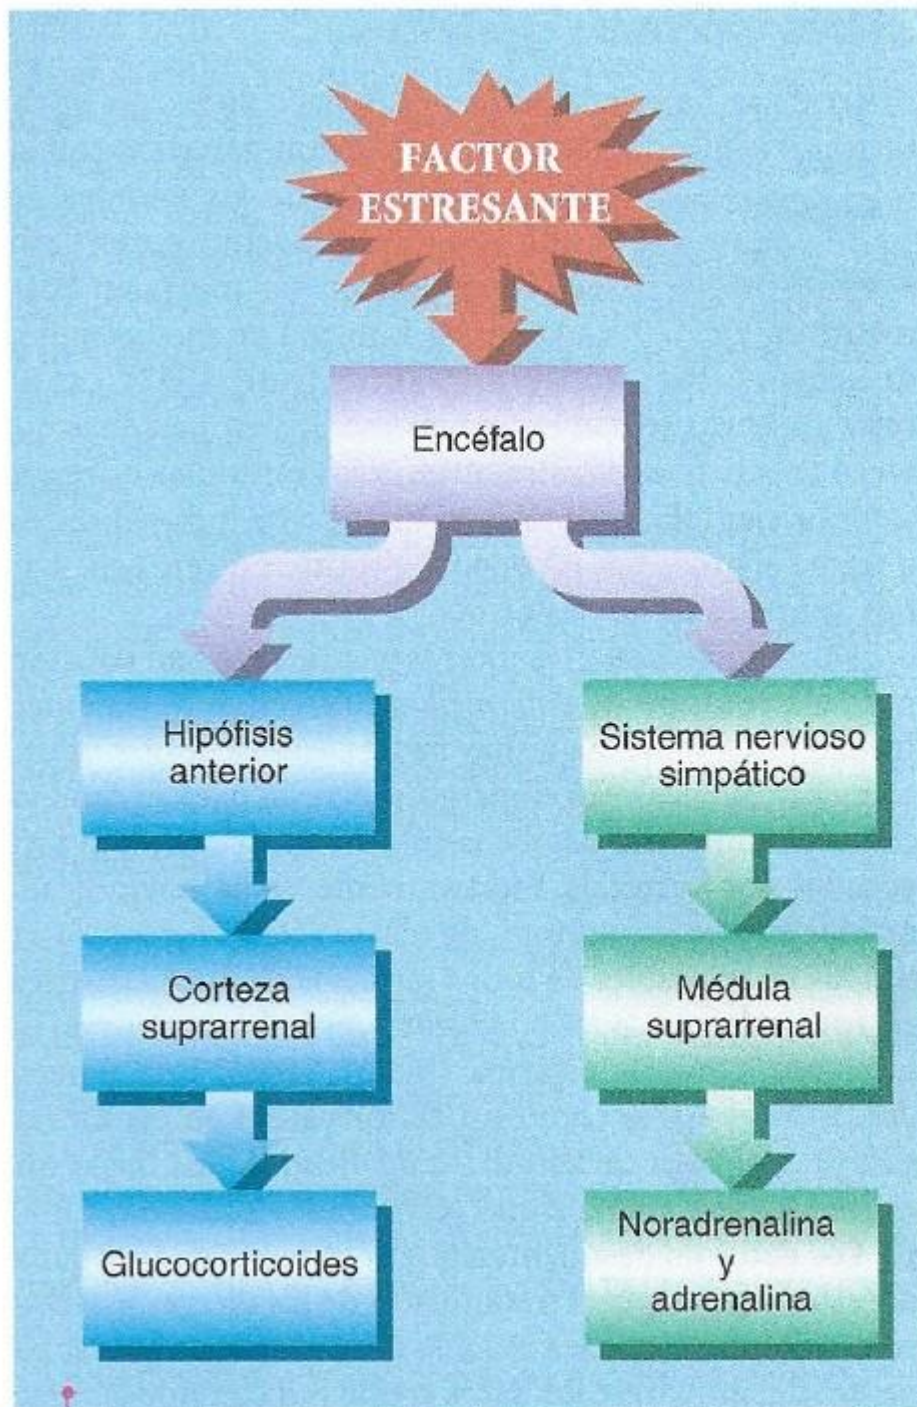 FACTOR
ESTRESANTE
Encéfalo
Hipófisis
anterior
Corteza
suprarrenal
Glucocorticoides
Sistema nervioso
simpático
Médula
suprarrenal
Noradrenalina
y
adrenalina